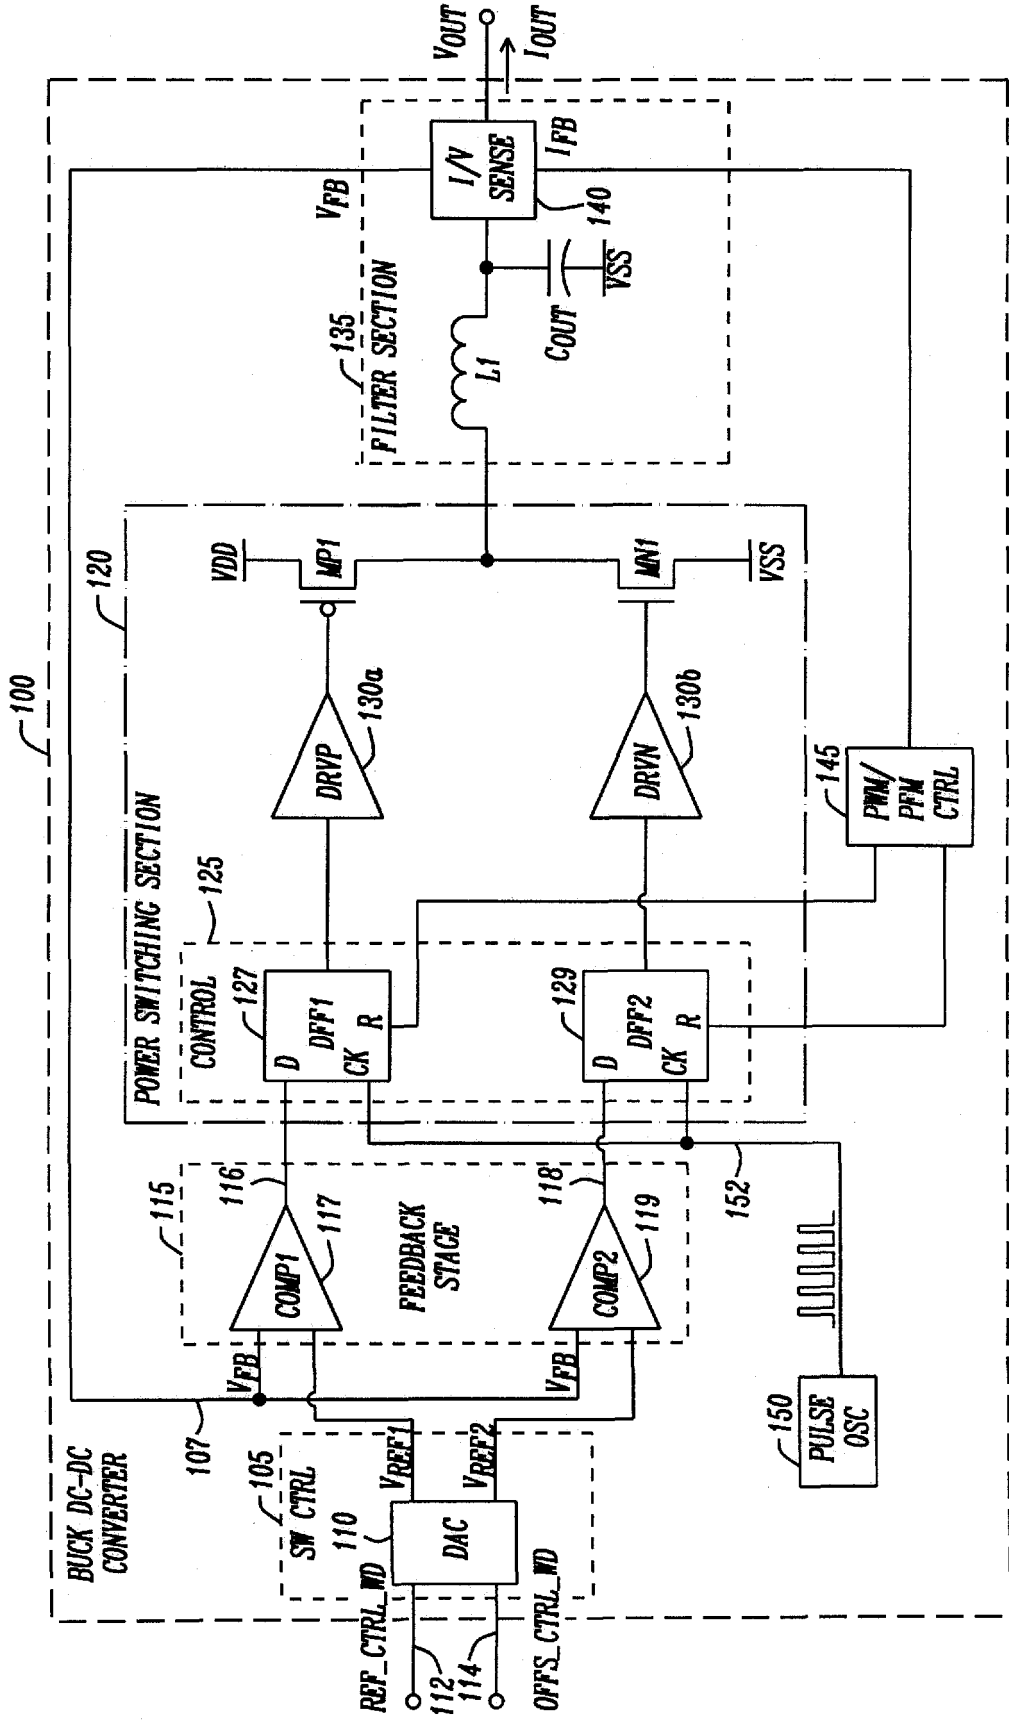 100
BUCK DC-DC
CONVERTER
107
SW CTRL
105
110
DAC
REF_CTRL_WD
112
114
OFFS_CTRL_WD
VREF1
VREF2
VFB
VFB
115
COMP1
116
117
FEEDBACK
STAGE
COMP2
118
119
120
POWER SWITCHING SECTION
CONTROL
125
127
D
DFF1
CK
R
129
D
DFF2
CK
R
152
150
PULSE
OSC
DRVP
130a
DRVN
130b
VDD
MP1
MN1
VSS
145
PWM/
PFM
CTRL
135
FILTER SECTION
L1
COUT
VSS
VFB
I/V
SENSE
140
IFB
VOUT
IOUT